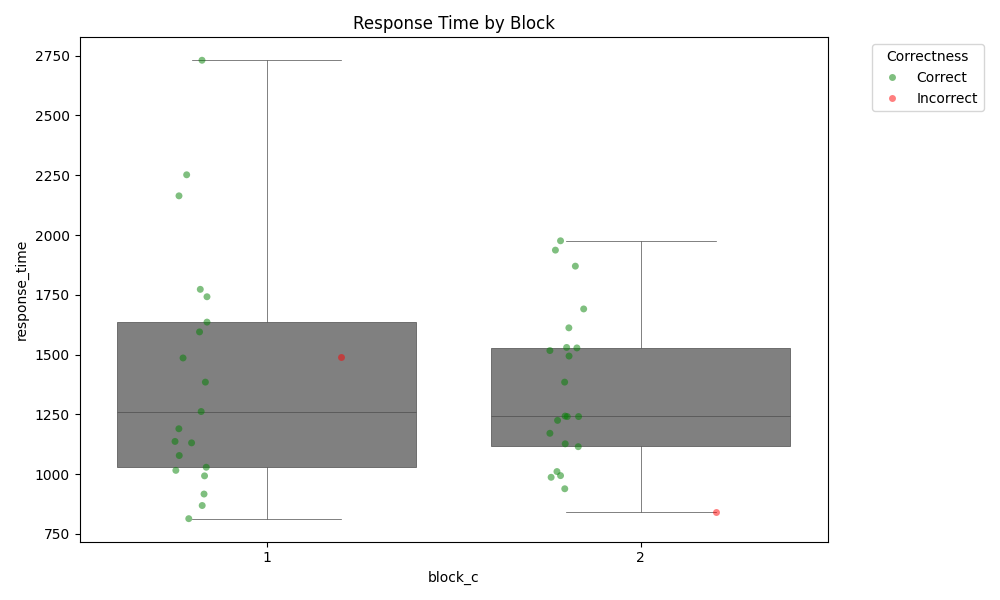 Response Time by Block
Correctness
Correct
Incorrect
response_time
2750
2500
2250
2000
1750
1500
1250
1000
750
1 2
block_c